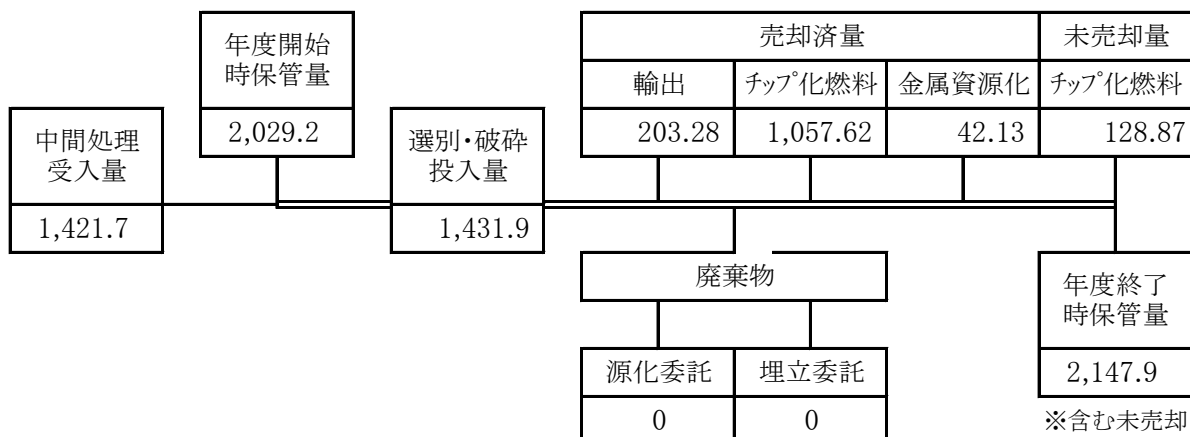 年度開始
時保管量
2,029.2
売却済量
未売却量
輸出
チップ化燃料
金属資源化
チップ化燃料
203.28
1,057.62
42.13
128.87
中間処理
受入量
1,421.7
選別・破砕
投入量
1,431.9
廃棄物
源化委託
埋立委託
0
0
年度終了
時保管量
2,147.9
※含む未売却